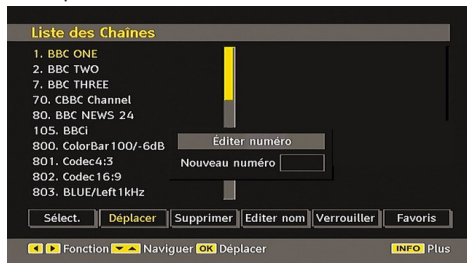 Liste des Chaînes
1. BBC ONE
2. BBC TWO
7. BBC THREE
70. CBBC Channel
80. BBC NEWS 24
105. BBCi
800. ColorBar100/-6dB
801. Codec4:3
802. Codec16:9
803. BLUE/Left1kHz
Éditer numéro
Nouveau numéro
Sélect. Déplacer Supprimer Editer nom Verrouiller Favoris
Fonction Naviguer OK Déplacer INFO Plus